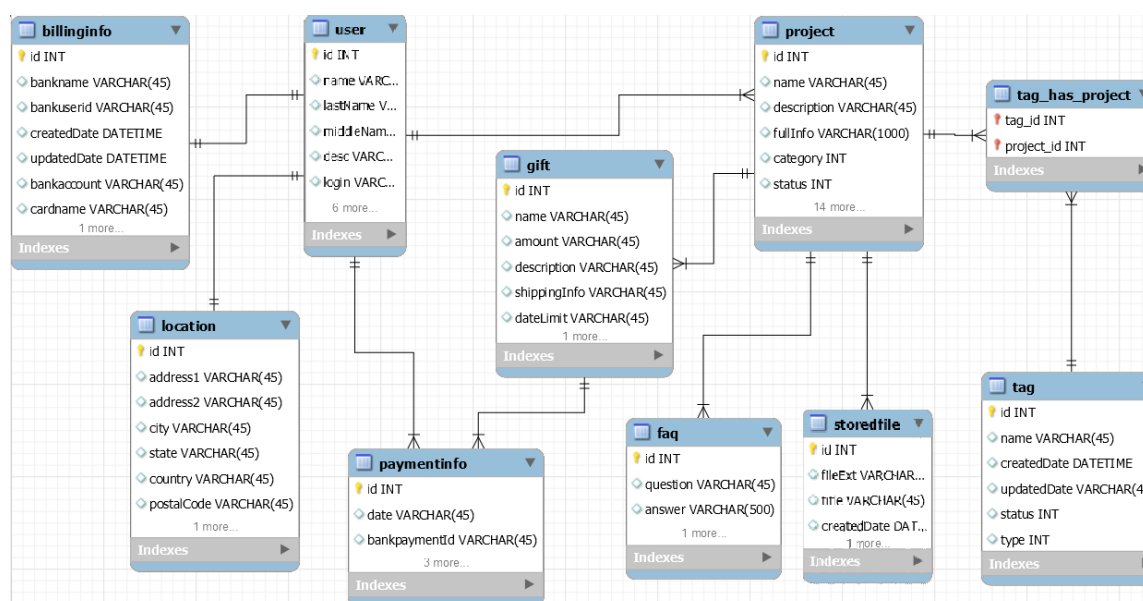 billinginfo
id INT
bankname VARCHAR(45)
bankuserid VARCHAR(45)
createdDate DATETIME
updatedDate DATETIME
bankaccount VARCHAR(45)
cardname VARCHAR(45)
1 more...
Indexes
user
id INT
name VARC...
lastName V...
middleNam...
desc VARC...
login VARC...
6 more...
Indexes
project
id INT
name VARCHAR(45)
description VARCHAR(45)
fullInfo VARCHAR(1000)
category INT
status INT
14 more...
Indexes
tag_has_project
tag_id INT
project_id INT
Indexes
gift
id INT
name VARCHAR(45)
amount VARCHAR(45)
description VARCHAR(45)
shippingInfo VARCHAR(45)
dateLimit VARCHAR(45)
1 more...
Indexes
location
id INT
address1 VARCHAR(45)
address2 VARCHAR(45)
city VARCHAR(45)
state VARCHAR(45)
country VARCHAR(45)
postalCode VARCHAR(45)
1 more...
Indexes
paymentinfo
id INT
date VARCHAR(45)
bankpaymentId VARCHAR(45)
3 more...
Indexes
faq
id INT
question VARCHAR(45)
answer VARCHAR(500)
1 more...
Indexes
storedfile
id INT
fileExt VARCHAR...
title VARCHAR(45)
createdDate DAT...
1 more...
Indexes
tag
id INT
name VARCHAR(45)
createdDate DATETIME
updatedDate VARCHAR(4
status INT
type INT
Indexes